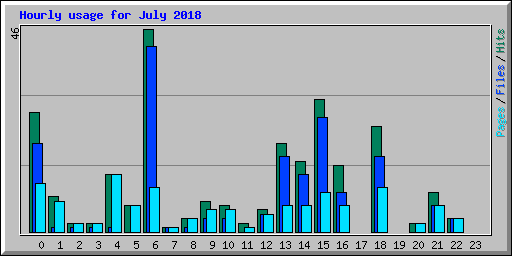 Hourly usage for July 2018
46
Pages / Files / Hits
0 1 2 3 4 5 6 7 8 9 10 11 12 13 14 15 16 17 18 19 20 21 22 23